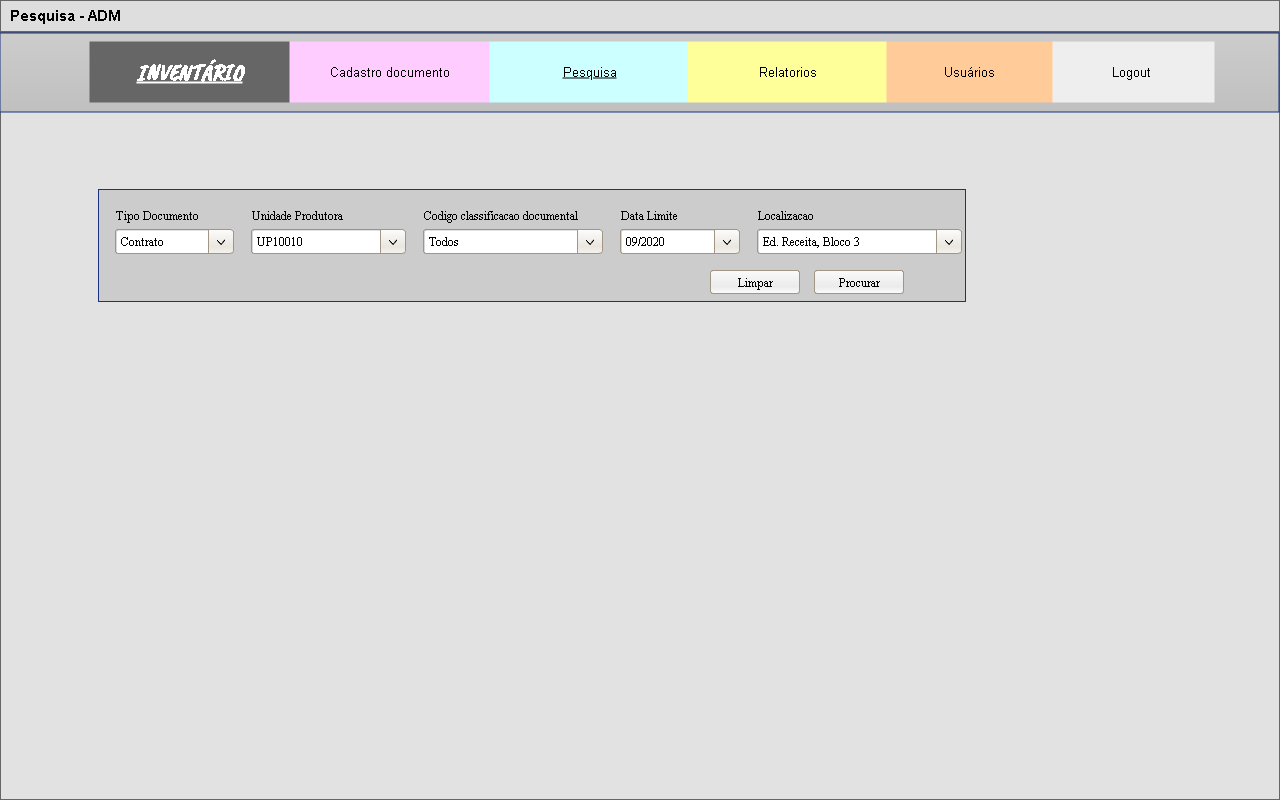 Pesquisa - ADM
INVENTÁRIO Cadastro documento Pesquisa Relatorios Usuários Logout
Tipo Documento Unidade Produtora Codigo classificacao documental Data Limite Localizacao
Contrato UP10010 Todos 09/2020 Ed. Receita, Bloco 3
Limpar Procurar